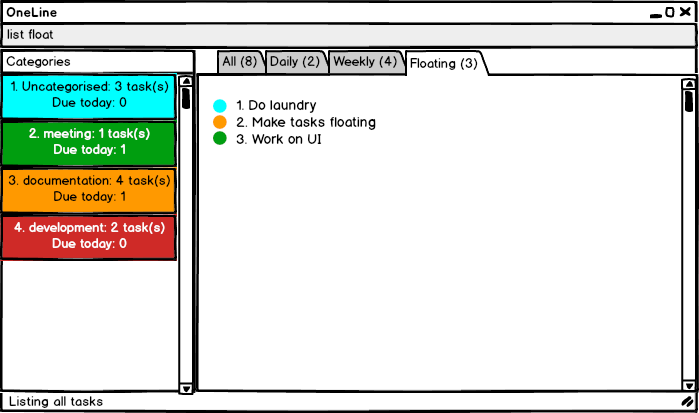 OneLine
list float
Categories
All (8) Daily (2) Weekly (4) Floating (3)
1. Uncategorised: 3 task(s)
Due today: 0
2. meeting: 1 task(s)
Due today: 1
3. documentation: 4 task(s)
Due today: 1
4. development: 2 task(s)
Due today: 0
1. Do laundry
2. Make tasks floating
3. Work on UI
Listing all tasks